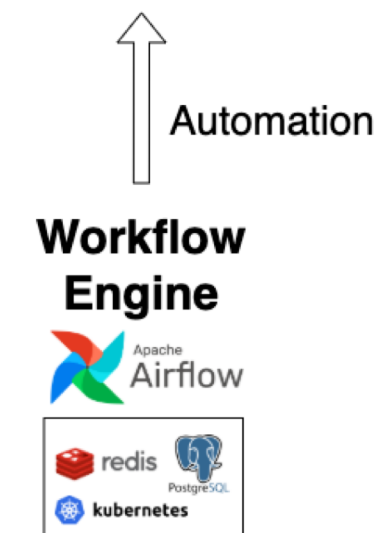 Automation
Workflow
Engine
Apache
Airflow
redis
PostgreSQL
kubernetes